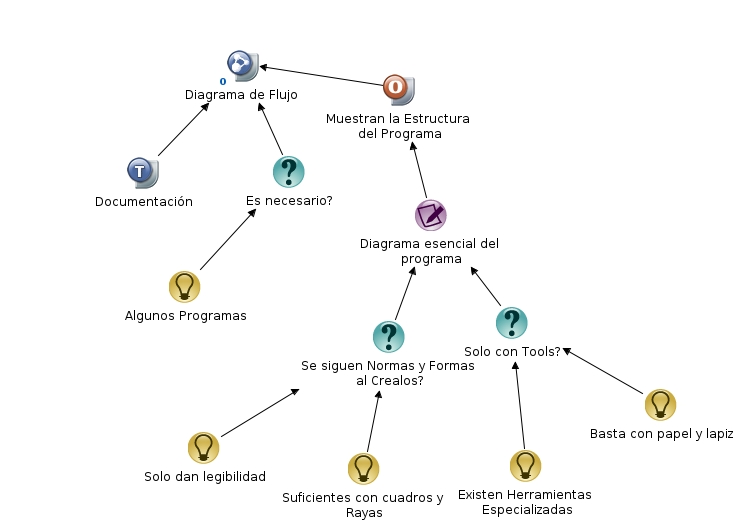 o
Diagrama de Flujo
O
Muestran la Estructura
del Programa
T
Documentación
?
Es necesario?
Diagrama esencial del
programa
Algunos Programas
?
Se siguen Normas y Formas
al Crealos?
?
Solo con Tools?
Basta con papel y lapiz
Solo dan legibilidad
Suficientes con cuadros y
Rayas
Existen Herramientas
Especializadas